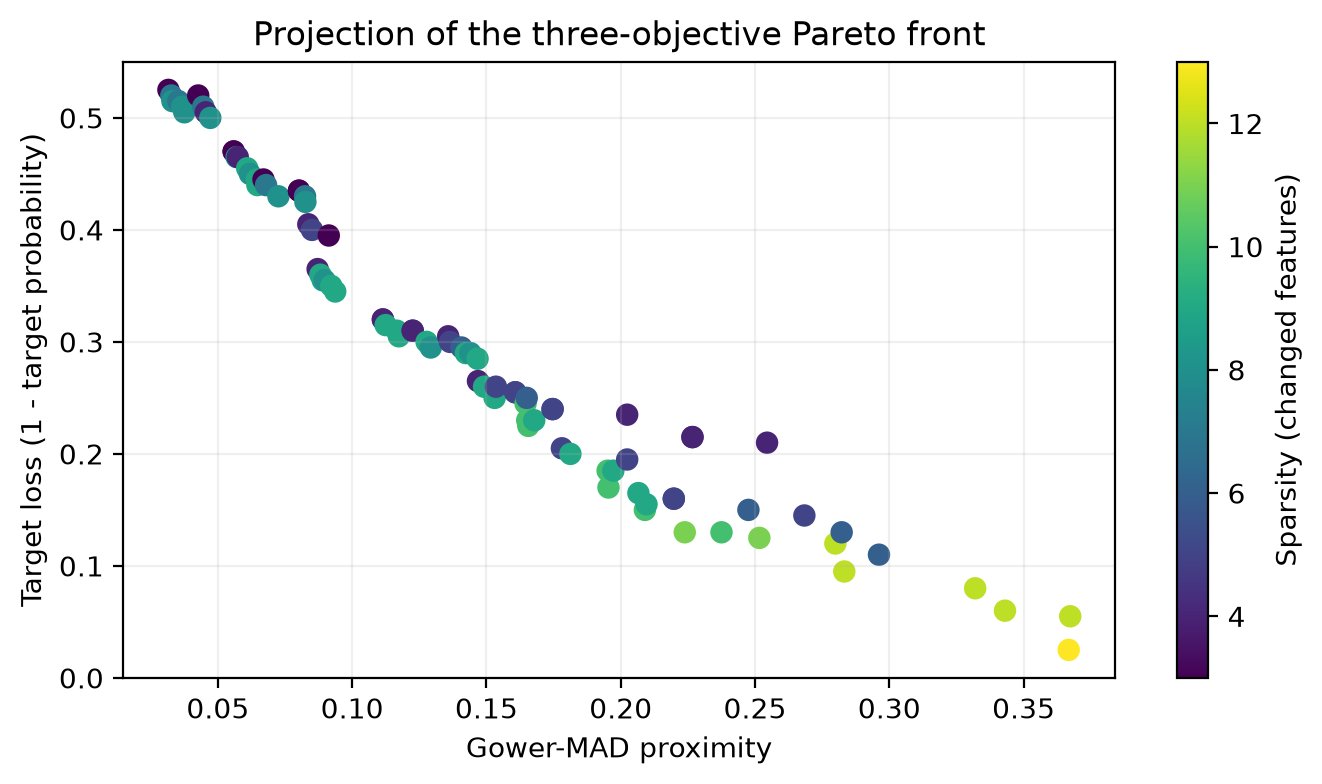 Projection of the three-objective Pareto front
Target loss (1 - target probability)
0.5
0.4
0.3
0.2
0.1
0.0
0.05 0.10 0.15 0.20 0.25 0.30 0.35
Gower-MAD proximity
12
10
8
6
4
Sparsity (changed features)